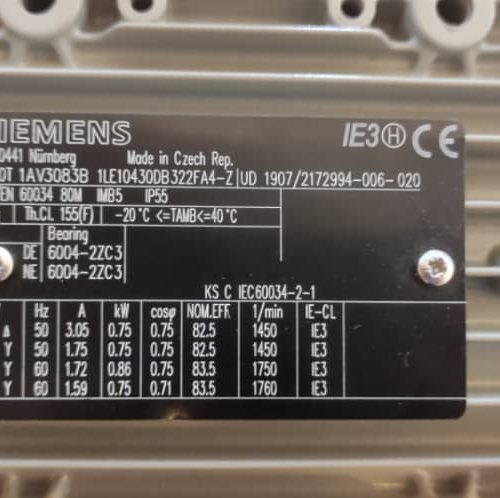 IEMENS IE3 H CE
0441 Nürnberg Made in Czech Rep.
OT 1AV3083B 1LE10430DB322FA4-Z UD 1907/2172994-006-020
EN 60034 80M IMB5 IP55
Th.CL 155(F) -20°C <=TAMB<=40°C
Bearing
DE 6004-2ZC3
NE 6004-2ZC3
KS C IEC60034-2-1
Hz A kW cosφ NOM.EFF 1/min IE-CL
Δ 50 3.05 0.75 0.75 82.5 1450 IE3
Y 50 1.75 0.75 0.75 82.5 1450 IE3
Y 60 1.72 0.86 0.75 83.5 1750 IE3
Y 60 1.59 0.75 0.71 83.5 1760 IE3